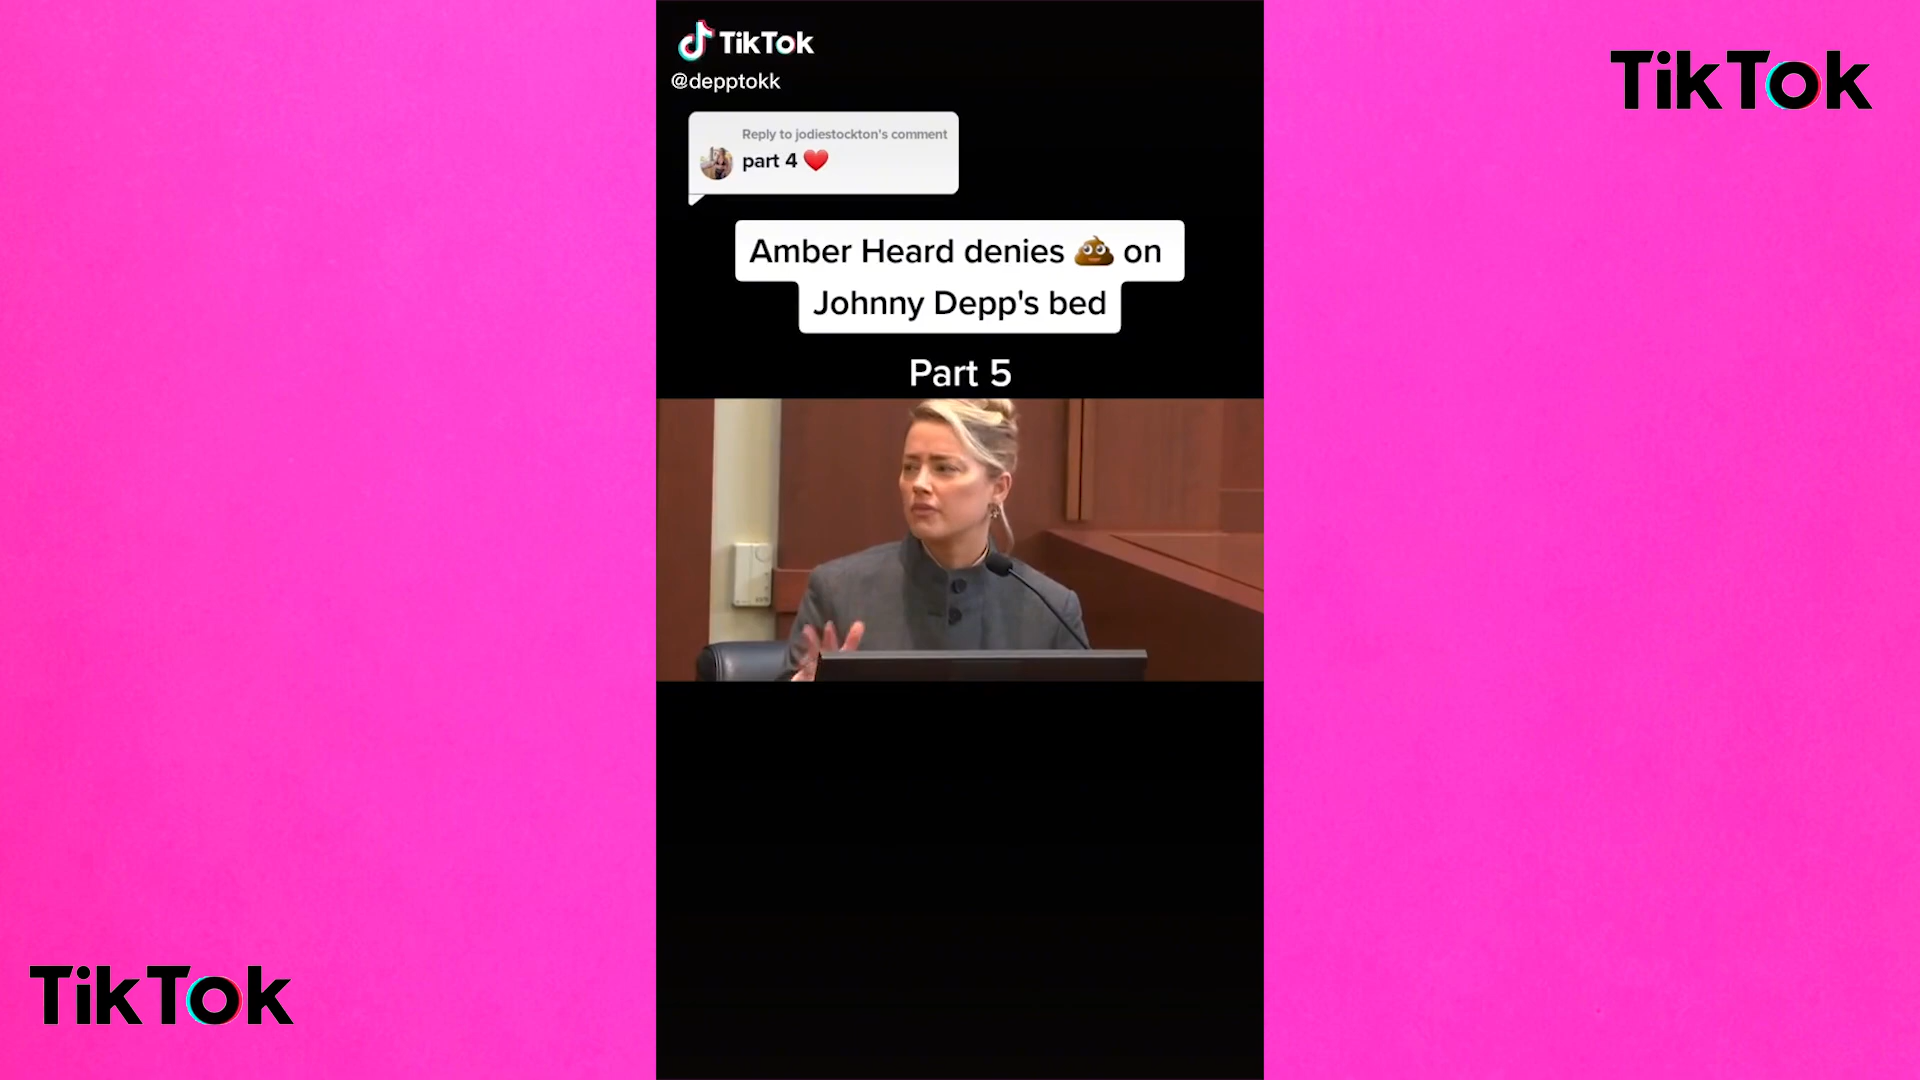 TikTok
@depptokk
TikTok
Reply to jodiestockton's comment
part 4 ❤️
Amber Heard denies 💩 on
Johnny Depp's bed
Part 5
TikTok